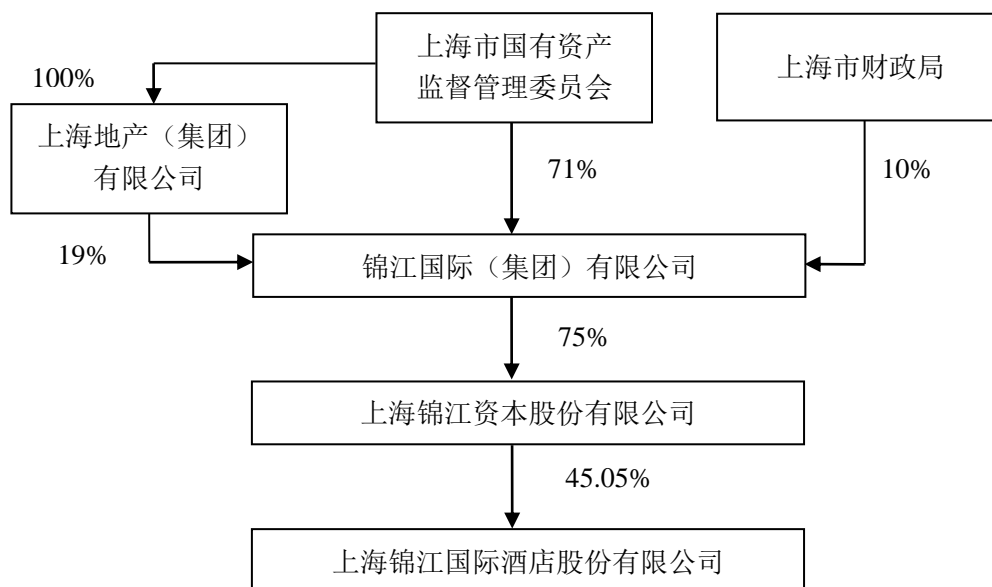 上海市国有资产
监督管理委员会
上海市财政局
100%
上海地产（集团）
有限公司
71%
10%
19%
锦江国际（集团）有限公司
75%
上海锦江资本股份有限公司
45.05%
上海锦江国际酒店股份有限公司